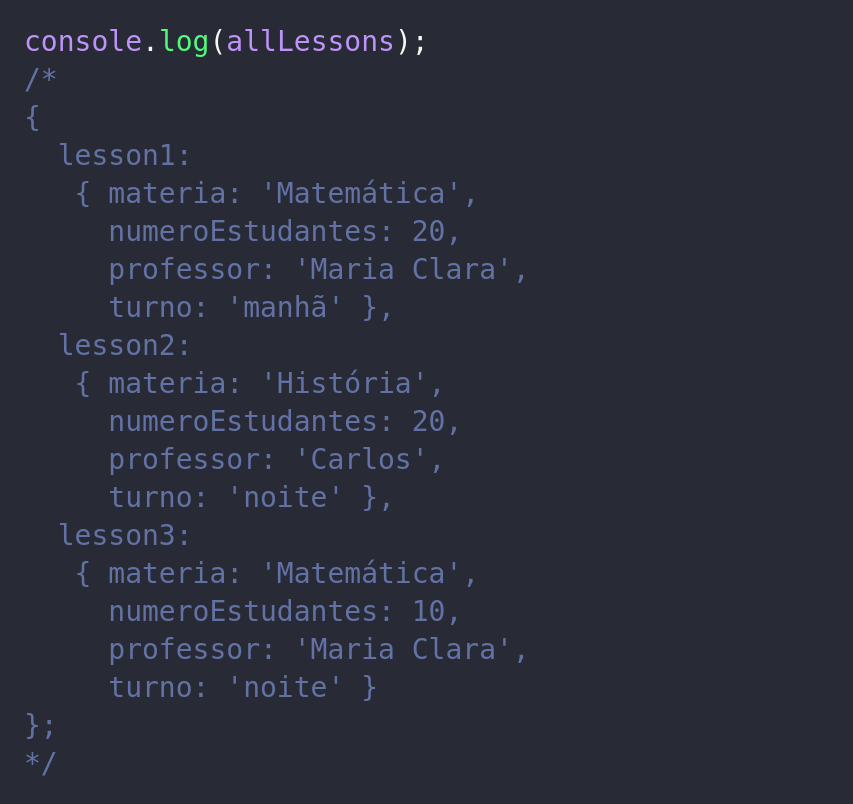 console.log(allLessons);
/*
{
  lesson1:
   { materia: 'Matemática',
     numeroEstudantes: 20,
     professor: 'Maria Clara',
     turno: 'manhã' },
  lesson2:
   { materia: 'História',
     numeroEstudantes: 20,
     professor: 'Carlos',
     turno: 'noite' },
  lesson3:
   { materia: 'Matemática',
     numeroEstudantes: 10,
     professor: 'Maria Clara',
     turno: 'noite' }
};
*/